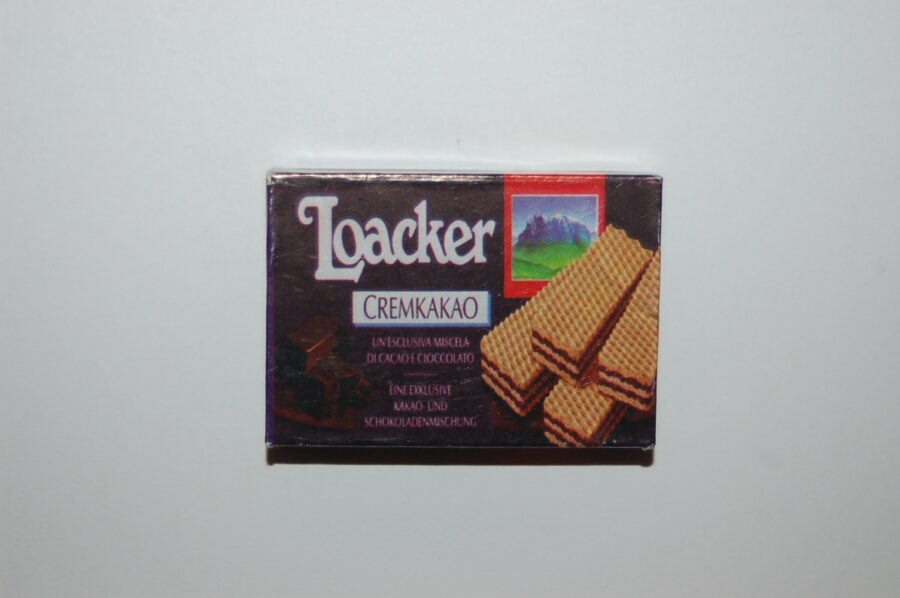 Loacker
CREMKAKAO
UN'ESCLUSIVA MISCELA
DI CACAO E CIOCCOLATO
EINE EXKLUSIVE
KAKAO- UND
SCHOKOLADENMISCHUNG